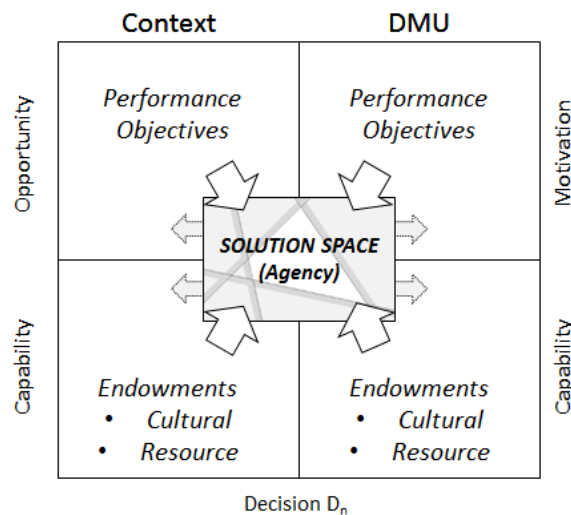 Context
DMU
Opportunity
Performance
Objectives
Performance
Objectives
Motivation
SOLUTION SPACE
(Agency)
Capability
Endowments
• Cultural
• Resource
Endowments
• Cultural
• Resource
Capability
Decision Dn